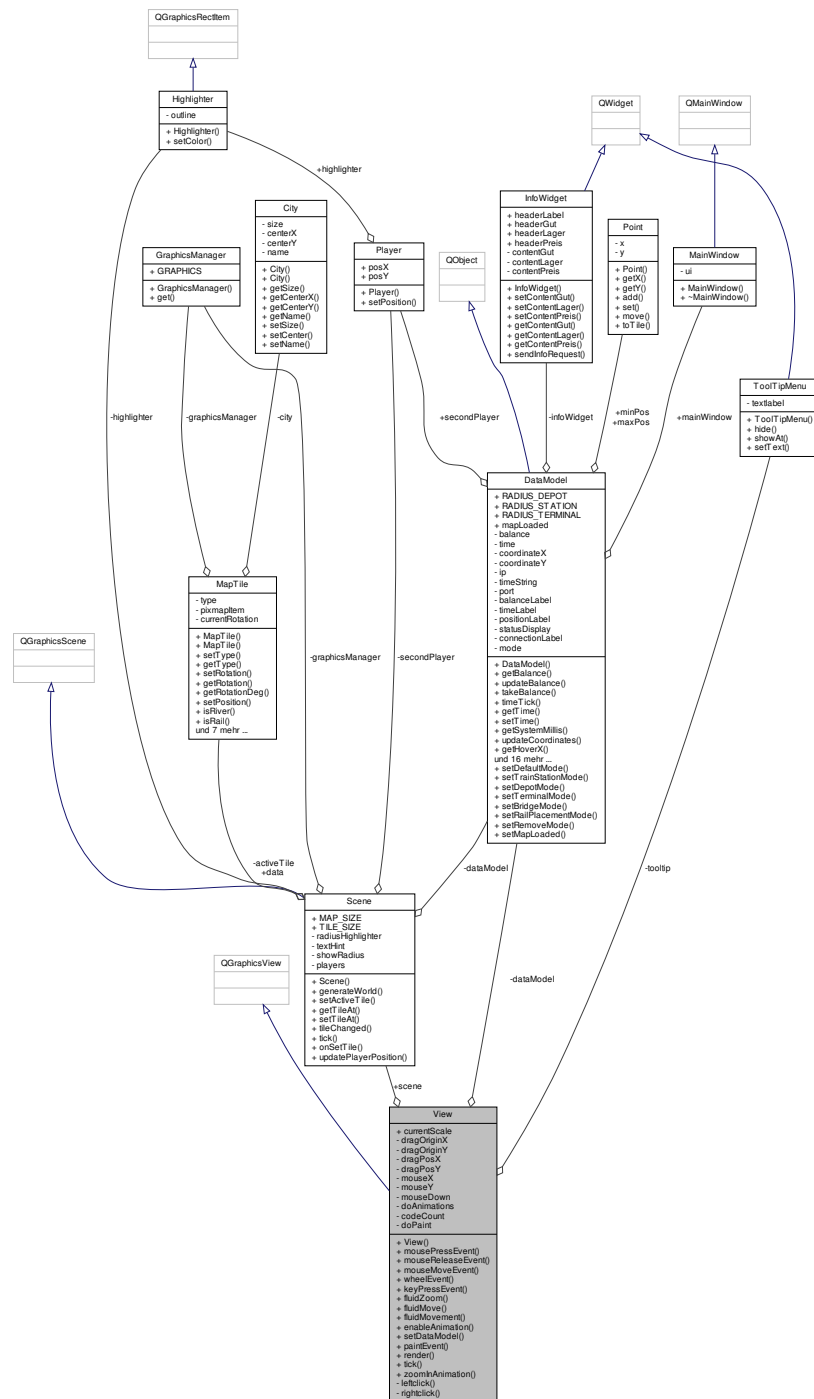 QGraphicsRectItem
Highlighter
- outline
+ Highlighter()
+ setColor()
+highlighter
QWidget
QMainWindow
City
- size
- centerX
- centerY
- name
+ City()
+ City()
+ getSize()
+ getCenterX()
+ getCenterY()
+ getName()
+ setSize()
+ setCenter()
+ setName()
GraphicsManager
+ GRAPHICS
+ GraphicsManager()
+ get()
Player
+ posX
+ posY
+ Player()
+ setPosition()
QObject
InfoWidget
+ headerLabel
+ headerGut
+ headerLager
+ headerPreis
- contentGut
- contentLager
- contentPreis
+ InfoWidget()
+ setContentGut()
+ setContentLager()
+ setContentPreis()
+ getContentGut()
+ getContentLager()
+ getContentPreis()
+ sendInfoRequest()
Point
- x
- y
+ Point()
+ getX()
+ getY()
+ add()
+ set()
+ move()
+ toTile()
MainWindow
- ui
+ MainWindow()
+ ~MainWindow()
ToolTipMenu
- textlabel
+ ToolTipMenu()
+ hide()
+ showAt()
+ setText()
-highlighter
-graphicsManager
-city
+secondPlayer
-infoWidget
+minPos
+maxPos
+mainWindow
DataModel
+ RADIUS_DEPOT
+ RADIUS_STATION
+ RADIUS_TERMINAL
+ mapLoaded
- balance
- time
- coordinateX
- coordinateY
- ip
- timeString
- port
- balanceLabel
- timeLabel
- positionLabel
- statusDisplay
- connectionLabel
- mode
+ DataModel()
+ getBalance()
+ updateBalance()
+ takeBalance()
+ timeTick()
+ getTime()
+ setTime()
+ getSystemMillis()
+ updateCoordinates()
+ getHoverX()
und 16 mehr ...
+ setDefaultMode()
+ setTrainStationMode()
+ setDepotMode()
+ setTerminalMode()
+ setBridgeMode()
+ setRailPlacementMode()
+ setRemoveMode()
+ setMapLoaded()
MapTile
- type
- pixmapItem
- currentRotation
+ MapTile()
+ MapTile()
+ setType()
+ getType()
+ setRotation()
+ getRotation()
+ getRotationDeg()
+ setPosition()
+ isRiver()
+ isRail()
und 7 mehr ...
QGraphicsScene
-graphicsManager
-secondPlayer
-activeTile
+data
-dataModel
-tooltip
Scene
+ MAP_SIZE
+ TILE_SIZE
- radiusHighlighter
- textHint
- showRadius
- players
+ Scene()
+ generateWorld()
+ setActiveTile()
+ getTileAt()
+ setTileAt()
+ tileChanged()
+ tick()
+ onSetTile()
+ updatePlayerPosition()
QGraphicsView
-dataModel
+scene
View
+ currentScale
- dragOriginX
- dragOriginY
- dragPosX
- dragPosY
- mouseX
- mouseY
- mouseDown
- doAnimations
- codeCount
- doPaint
+ View()
+ mousePressEvent()
+ mouseReleaseEvent()
+ mouseMoveEvent()
+ wheelEvent()
+ keyPressEvent()
+ fluidZoom()
+ fluidMove()
+ fluidMovement()
+ enableAnimation()
+ setDataModel()
+ paintEvent()
+ render()
+ tick()
+ zoomInAnimation()
- leftclick()
- rightclick()